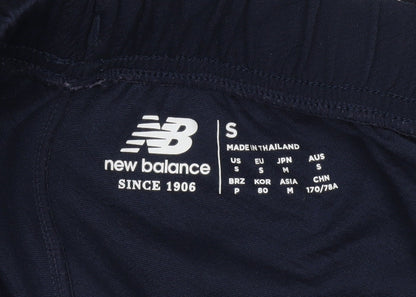 NB
new balance
SINCE 1906
S
MADE IN THAILAND
US EU JPN AUS
S S M S
BRZ KOR ASIA CHN
P 80 M 170/78A